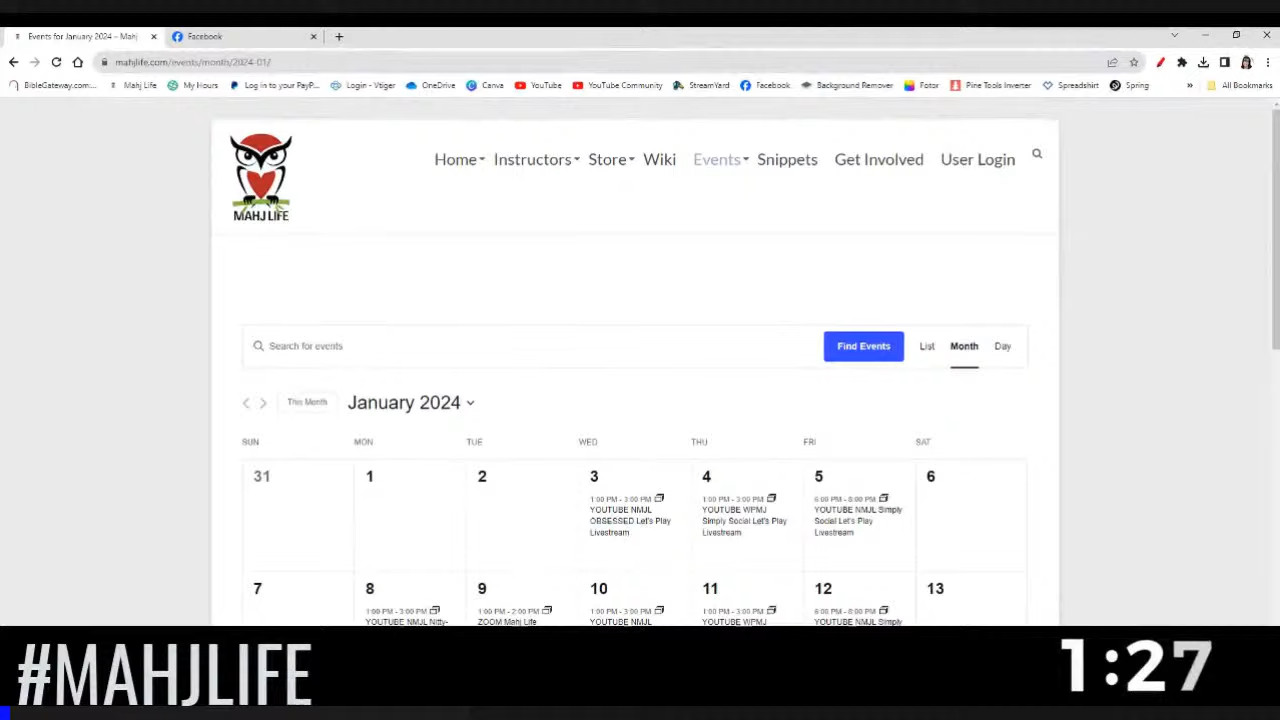 Events for January 2024 – Mahj
Facebook
mahjlife.com/events/month/2024-01/
BibleGateway.com...
Mahj Life
My Hours
Log in to your PayP...
Login - Vtiger
OneDrive
Canva
YouTube
YouTube Community
StreamYard
Facebook
Background Remover
Fotor
Pine Tools Inverter
Spreadshirt
Spring
»
All Bookmarks
MAHJ LIFE
Home
Instructors
Store
Wiki
Events
Snippets
Get Involved
User Login
Search for events
Find Events
List
Month
Day
This Month
January 2024
SUN
MON
TUE
WED
THU
FRI
SAT
31
1
2
3
1:00 PM - 3:00 PM
YOUTUBE NMJL
OBSESSED Let's Play
Livestream
4
1:00 PM - 3:00 PM
YOUTUBE WPMJ
Simply Social Let's Play
Livestream
5
6:00 PM - 8:00 PM
YOUTUBE NMJL Simply
Social Let's Play
Livestream
6
7
8
1:00 PM - 3:00 PM
YOUTUBE NMJL Nitty-
9
1:00 PM - 2:00 PM
ZOOM Mahj Life
10
1:00 PM - 3:00 PM
YOUTUBE NMJL
11
1:00 PM - 3:00 PM
YOUTUBE WPMJ
12
6:00 PM - 8:00 PM
YOUTUBE NMJL Simply
13
#MAHJLIFE
1:27